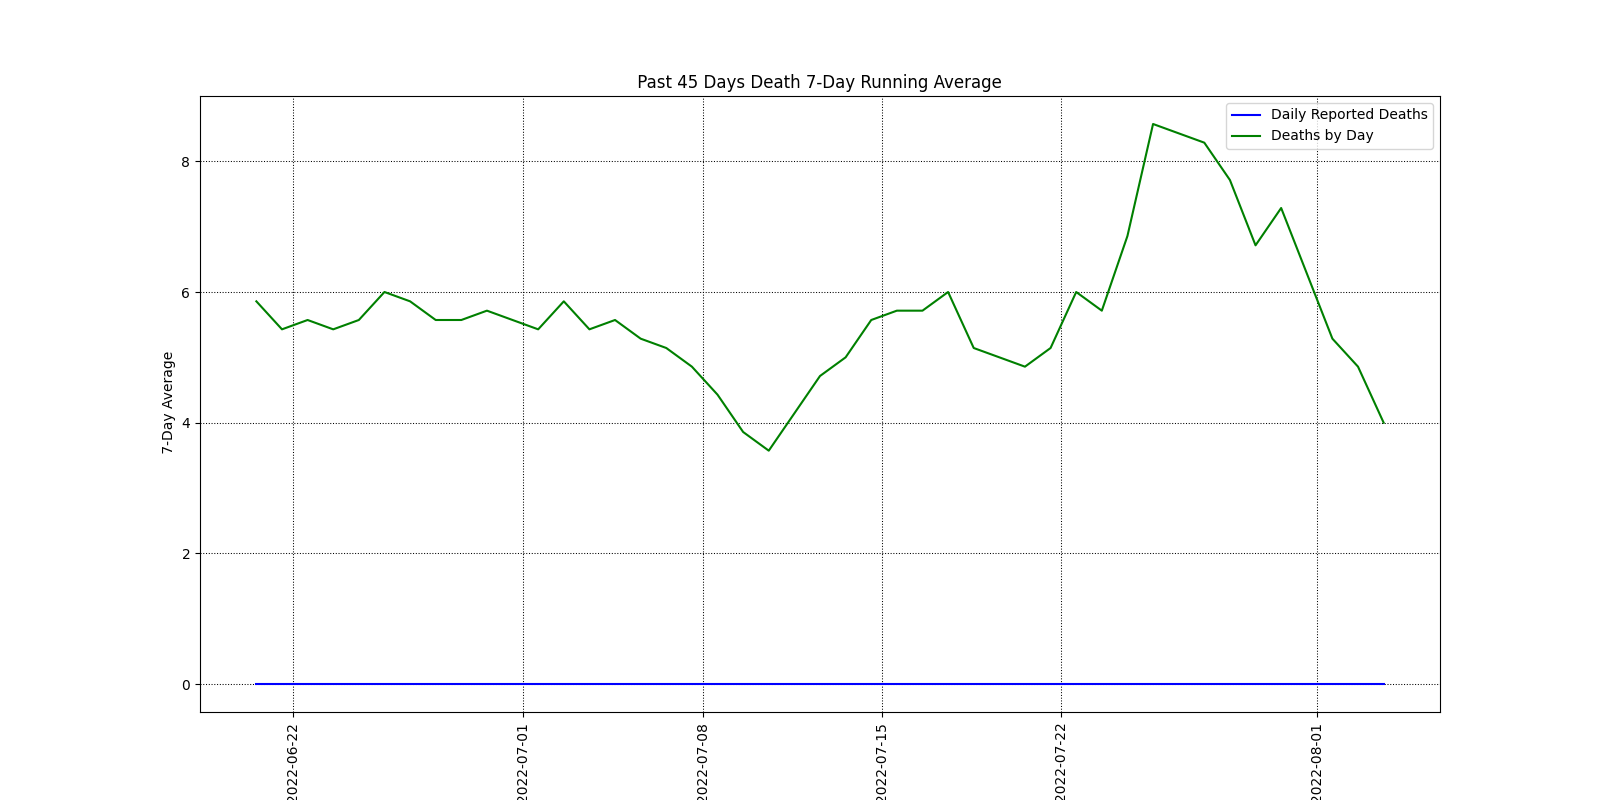 Past 45 Days Death 7-Day Running Average
Daily Reported Deaths
Deaths by Day
7-Day Average
8
6
4
2
0
2022-06-22
2022-07-01
2022-07-08
2022-07-15
2022-07-22
2022-08-01